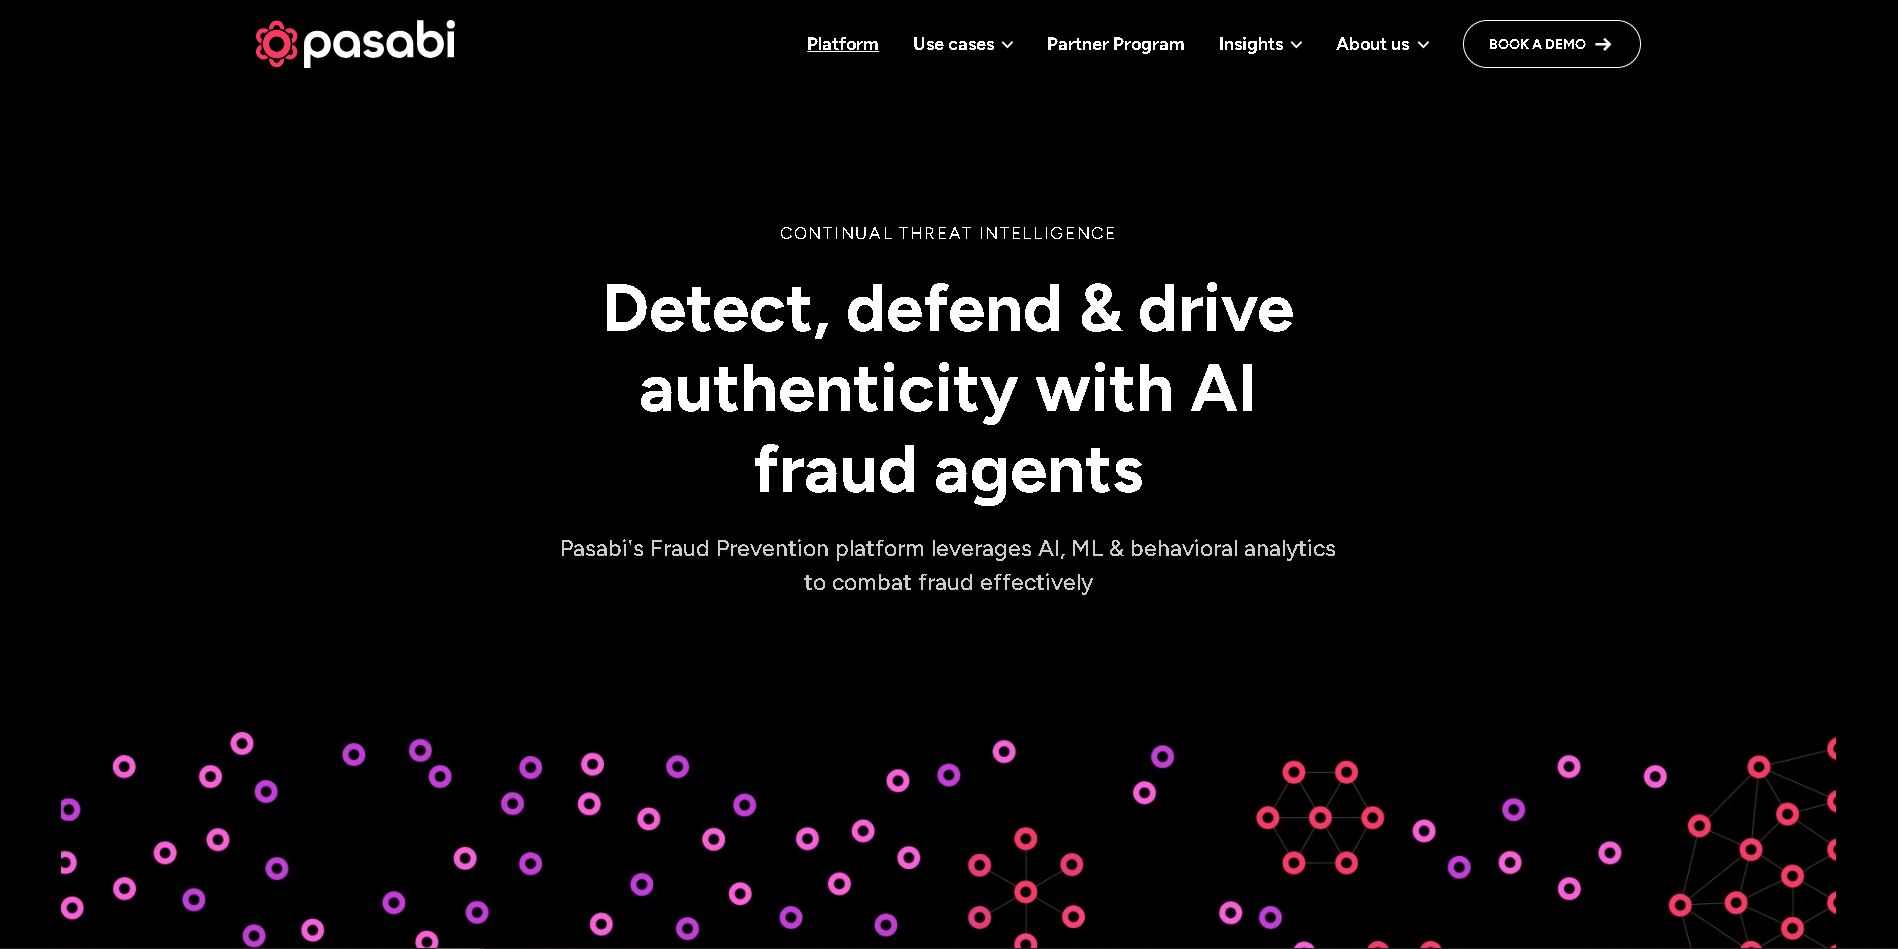 pasabi
Platform
Use cases
Partner Program
Insights
About us
BOOK A DEMO
CONTINUAL THREAT INTELLIGENCE
Detect, defend & drive
authenticity with AI
fraud agents
Pasabi's Fraud Prevention platform leverages AI, ML & behavioral analytics
to combat fraud effectively